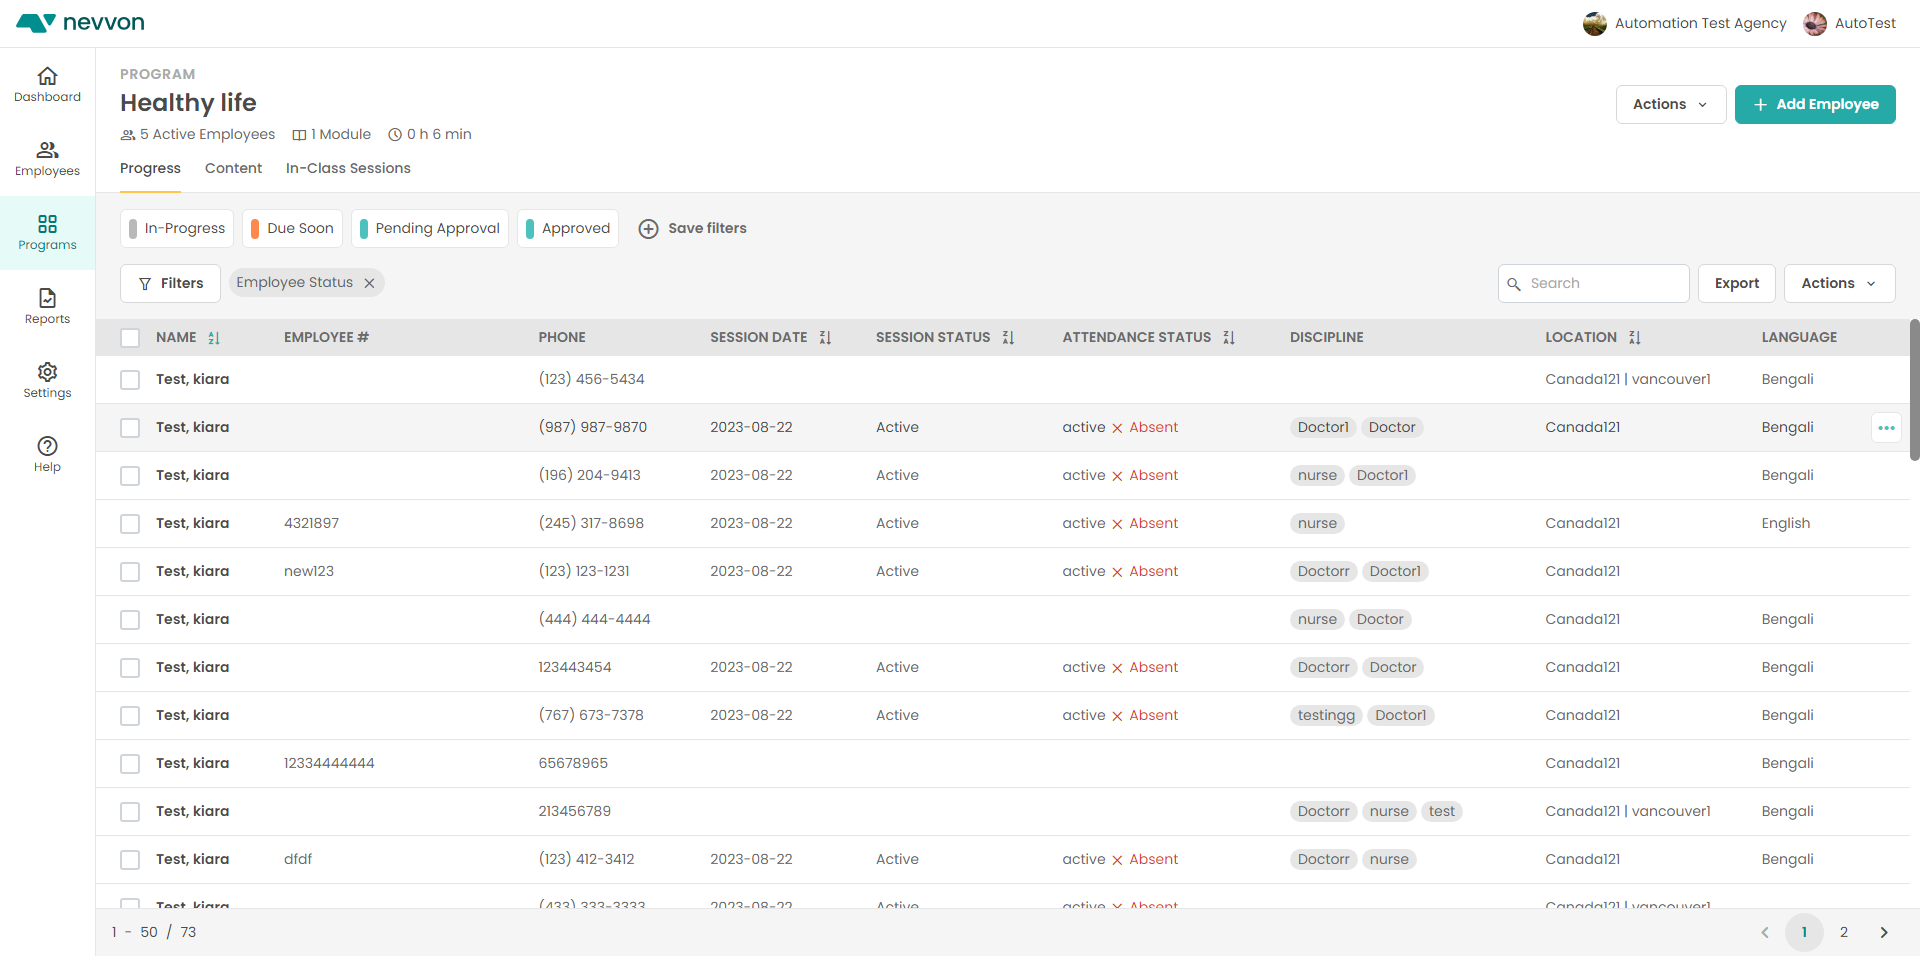 nevvon
Automation Test Agency AutoTest
Dashboard
Employees
Programs
Reports
Settings
Help
PROGRAM
Healthy life
5 Active Employees 1 Module 0 h 6 min
Actions + Add Employee
Progress Content In-Class Sessions
In-Progress Due Soon Pending Approval Approved Save filters
Filters Employee Status Search Export Actions
NAME EMPLOYEE # PHONE SESSION DATE SESSION STATUS ATTENDANCE STATUS DISCIPLINE LOCATION LANGUAGE
Test, kiara (123) 456-5434 Canada121 | vancouver1 Bengali
Test, kiara (987) 987-9870 2023-08-22 Active active Absent Doctor1 Doctor Canada121 Bengali
Test, kiara (196) 204-9413 2023-08-22 Active active Absent nurse Doctor1 Bengali
Test, kiara 4321897 (245) 317-8698 2023-08-22 Active active Absent nurse Canada121 English
Test, kiara new123 (123) 123-1231 2023-08-22 Active active Absent Doctorr Doctor1 Canada121
Test, kiara (444) 444-4444 nurse Doctor Canada121 Bengali
Test, kiara 123443454 2023-08-22 Active active Absent Doctorr Doctor Canada121 Bengali
Test, kiara (767) 673-7378 2023-08-22 Active active Absent testingg Doctor1 Canada121 Bengali
Test, kiara 12334444444 65678965 Canada121 Bengali
Test, kiara 213456789 Doctorr nurse test Canada121 | vancouver1 Bengali
Test, kiara dfdf (123) 412-3412 2023-08-22 Active active Absent Doctorr nurse Canada121 Bengali
Test, kiara (433) 333-3333 2023-08-22 Active active Absent Canada121 | vancouver1
1 - 50 / 73 1 2